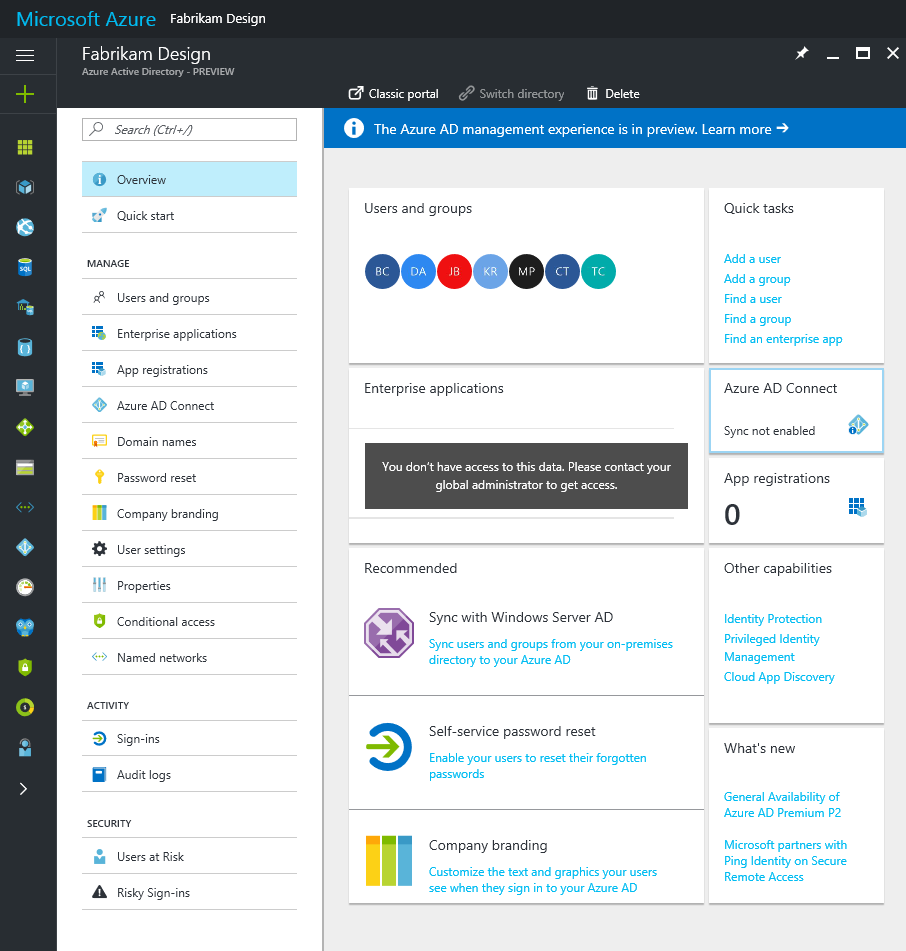 Microsoft Azure Fabrikam Design
Fabrikam Design
Azure Active Directory - PREVIEW
Classic portal Switch directory Delete
Search (Ctrl+/)
Overview
Quick start
MANAGE
Users and groups
Enterprise applications
App registrations
Azure AD Connect
Domain names
Password reset
Company branding
User settings
Properties
Conditional access
Named networks
ACTIVITY
Sign-ins
Audit logs
SECURITY
Users at Risk
Risky Sign-ins
The Azure AD management experience is in preview. Learn more →
Users and groups
BC DA JB KR MP CT TC
Quick tasks
Add a user
Add a group
Find a user
Find a group
Find an enterprise app
Enterprise applications
You don't have access to this data. Please contact your
global administrator to get access.
Azure AD Connect
Sync not enabled
App registrations
0
Recommended
Sync with Windows Server AD
Sync users and groups from your on-premises
directory to your Azure AD
Self-service password reset
Enable your users to reset their forgotten
passwords
Company branding
Customize the text and graphics your users
see when they sign in to your Azure AD
Other capabilities
Identity Protection
Privileged Identity
Management
Cloud App Discovery
What's new
General Availability of
Azure AD Premium P2
Microsoft partners with
Ping Identity on Secure
Remote Access